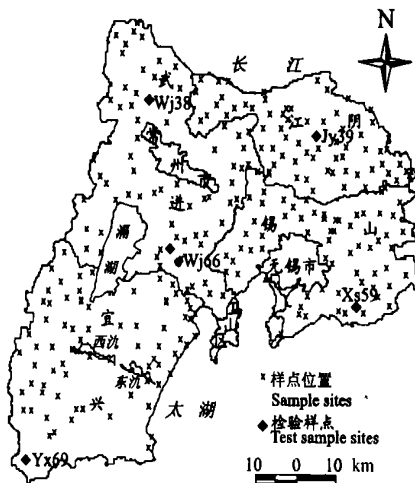 N
长江
武
Wj38
江阴
Jy39
常州市
进
锡山
滆湖
Wj66
无锡市
Xs59
宜兴
西氿
东氿
太湖
Yx69
× 样点位置
Sample sites
◆ 检验样点
Test sample sites
10 0 10 km